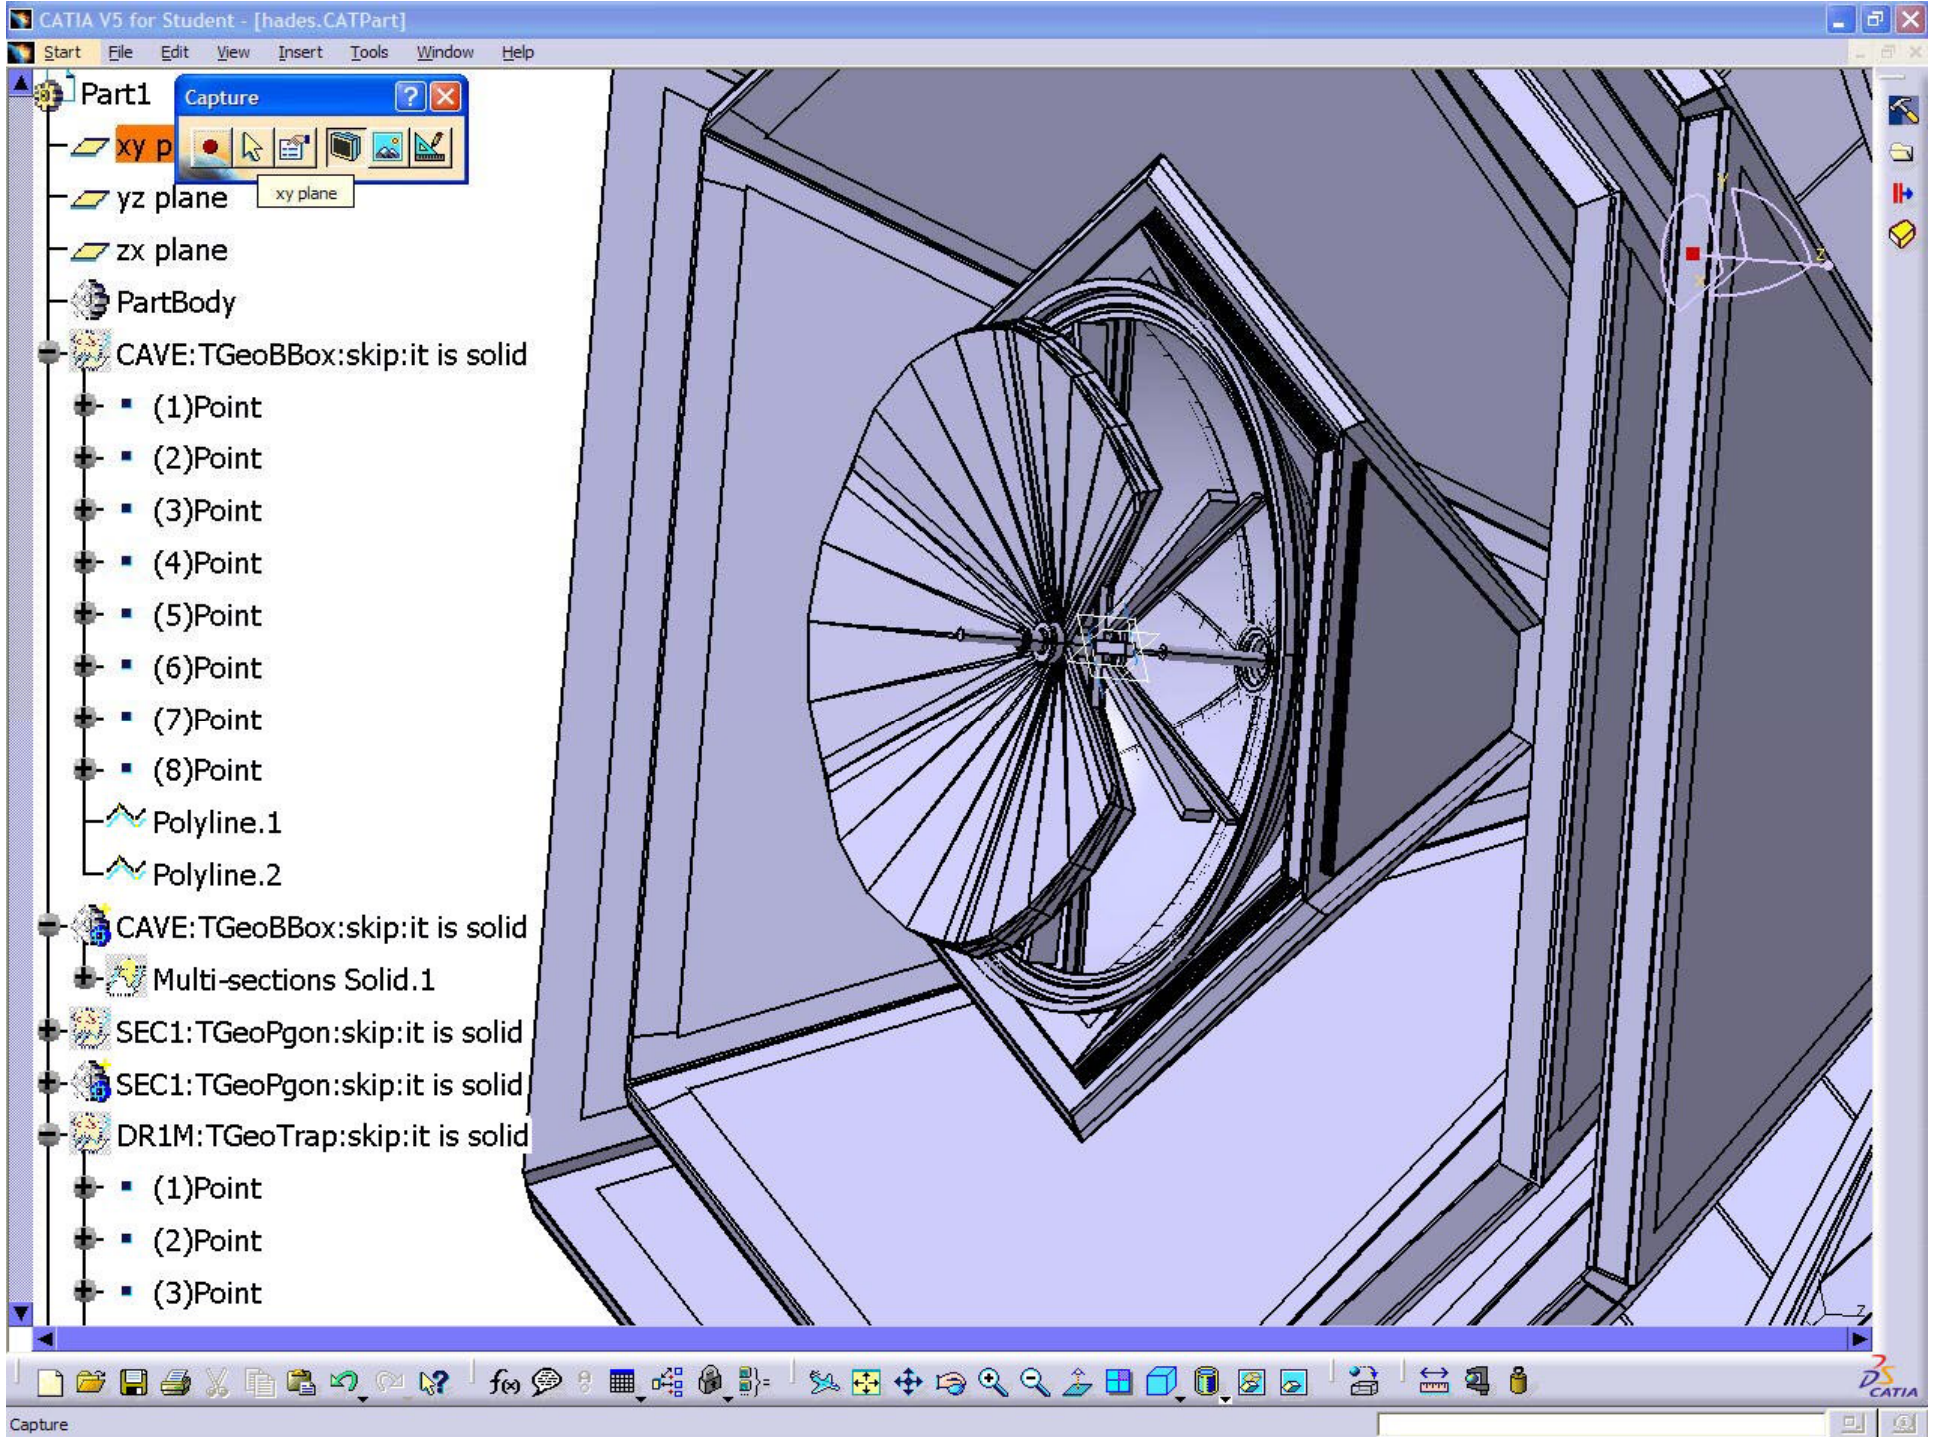 CATIA V5 for Student - [hades.CATPart]
Start File Edit View Insert Tools Window Help
Part1
Capture
xy p
xy plane
yz plane
zx plane
PartBody
CAVE:TGeoBBox:skip:it is solid
(1)Point
(2)Point
(3)Point
(4)Point
(5)Point
(6)Point
(7)Point
(8)Point
Polyline.1
Polyline.2
CAVE:TGeoBBox:skip:it is solid
Multi-sections Solid.1
SEC1:TGeoPgon:skip:it is solid
SEC1:TGeoPgon:skip:it is solid
DR1M:TGeoTrap:skip:it is solid
(1)Point
(2)Point
(3)Point
y
z
x
z
f(x)
CATIA
Capture